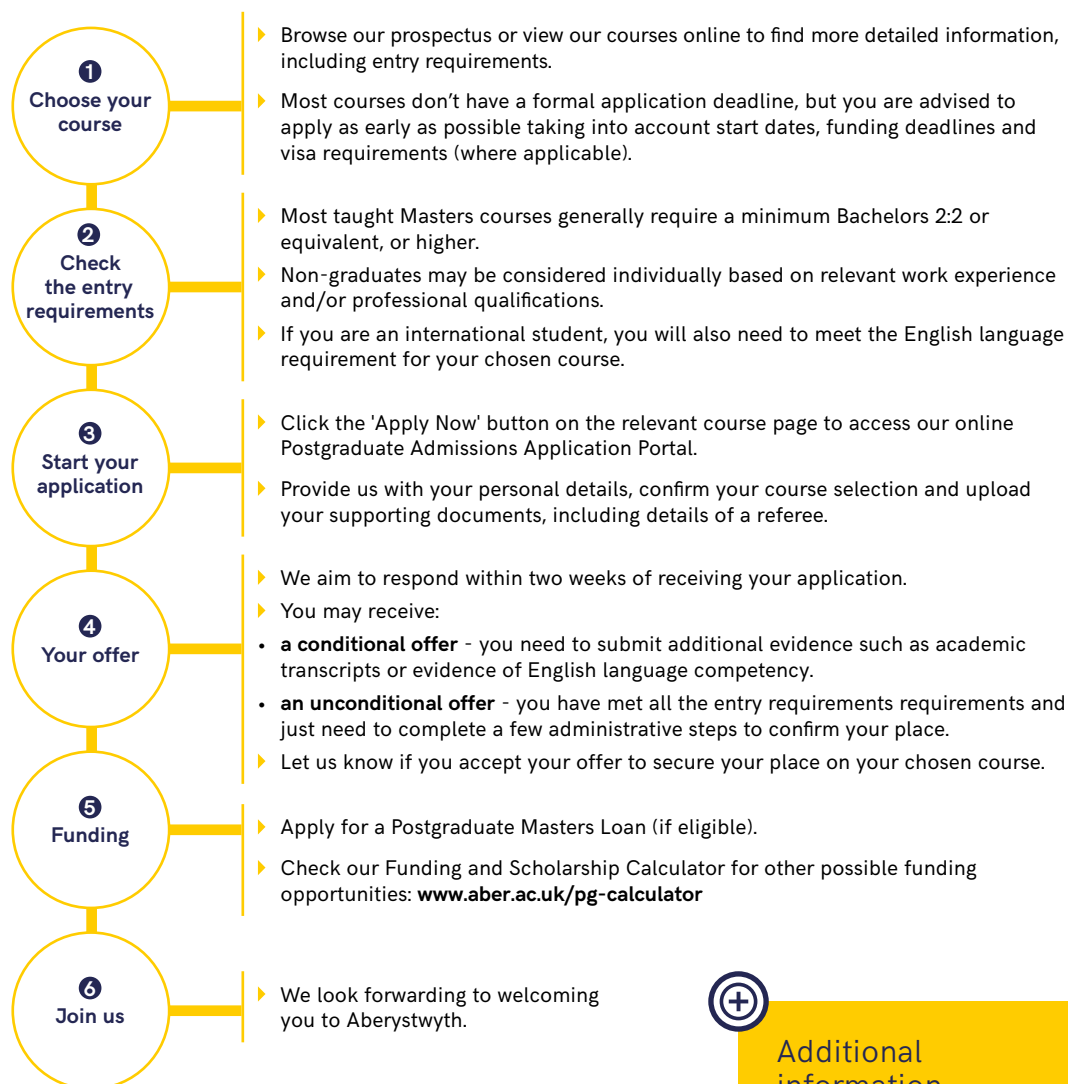 ❶
Choose your
course
Browse our prospectus or view our courses online to find more detailed information,
including entry requirements.
Most courses don’t have a formal application deadline, but you are advised to
apply as early as possible taking into account start dates, funding deadlines and
visa requirements (where applicable).
❷
Check
the entry
requirements
Most taught Masters courses generally require a minimum Bachelors 2:2 or
equivalent, or higher.
Non-graduates may be considered individually based on relevant work experience
and/or professional qualifications.
If you are an international student, you will also need to meet the English language
requirement for your chosen course.
❸
Start your
application
Click the 'Apply Now' button on the relevant course page to access our online
Postgraduate Admissions Application Portal.
Provide us with your personal details, confirm your course selection and upload
your supporting documents, including details of a referee.
❹
Your offer
We aim to respond within two weeks of receiving your application.
You may receive:
• a conditional offer - you need to submit additional evidence such as academic
transcripts or evidence of English language competency.
• an unconditional offer - you have met all the entry requirements requirements and
just need to complete a few administrative steps to confirm your place.
Let us know if you accept your offer to secure your place on your chosen course.
❺
Funding
Apply for a Postgraduate Masters Loan (if eligible).
Check our Funding and Scholarship Calculator for other possible funding
opportunities: www.aber.ac.uk/pg-calculator
❻
Join us
We look forwarding to welcoming
you to Aberystwyth.
Additional
information